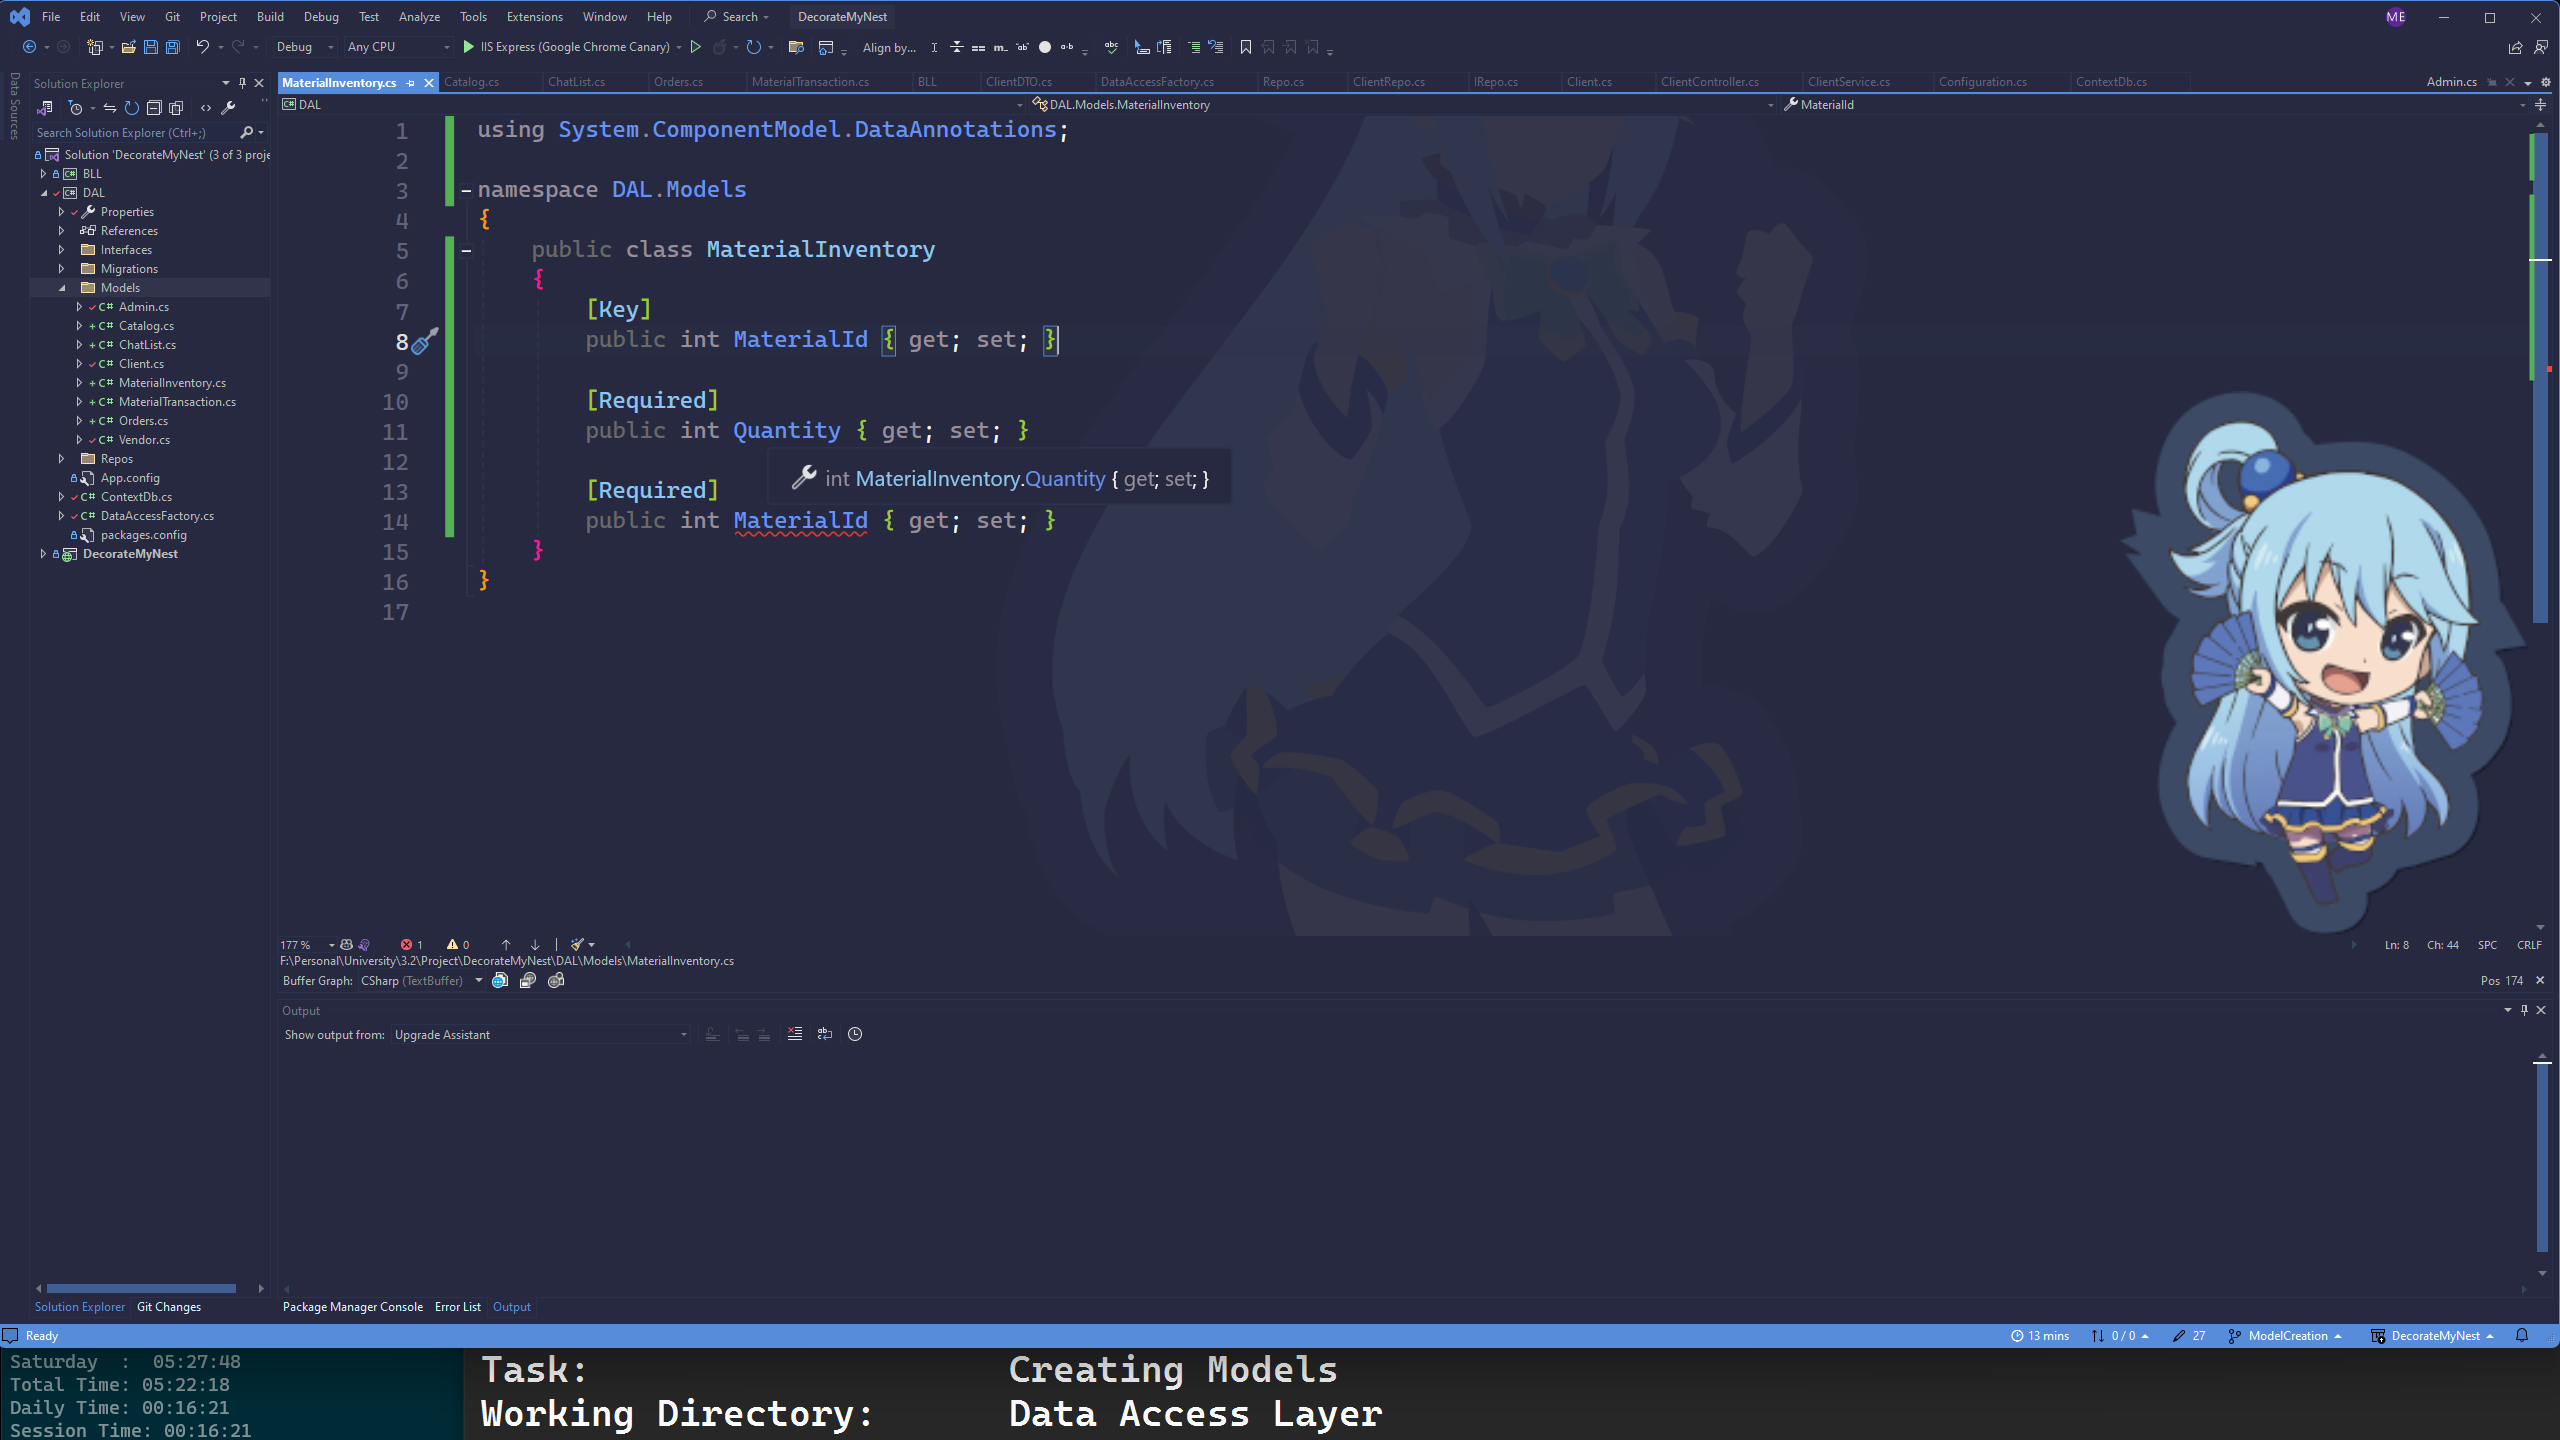 File Edit View Git Project Build Debug Test Analyze Tools Extensions Window Help Search DecorateMyNest ME
Debug Any CPU IIS Express (Google Chrome Canary) Align by...
Data Sources
Solution Explorer
Search Solution Explorer (Ctrl+;)
Solution 'DecorateMyNest' (3 of 3 proje
BLL
DAL
Properties
References
Interfaces
Migrations
Models
C# Admin.cs
C# Catalog.cs
C# ChatList.cs
C# Client.cs
C# MaterialInventory.cs
C# MaterialTransaction.cs
C# Orders.cs
C# Vendor.cs
Repos
App.config
C# ContextDb.cs
C# DataAccessFactory.cs
packages.config
DecorateMyNest
Solution Explorer Git Changes
MaterialInventory.cs Catalog.cs ChatList.cs Orders.cs MaterialTransaction.cs BLL ClientDTO.cs DataAccessFactory.cs Repo.cs ClientRepo.cs IRepo.cs Client.cs ClientController.cs ClientService.cs Configuration.cs ContextDb.cs Admin.cs
C# DAL DAL.Models.MaterialInventory MaterialId
1 using System.ComponentModel.DataAnnotations;
2
3 namespace DAL.Models
4 {
5 public class MaterialInventory
6 {
7 [Key]
8 public int MaterialId { get; set; }
9
10 [Required]
11 public int Quantity { get; set; }
12
int MaterialInventory.Quantity { get; set; }
13 [Required]
14 public int MaterialId { get; set; }
15 }
16 }
17
177 % 1 0 Ln: 8 Ch: 44 SPC CRLF
F:\Personal\University\3.2\Project\DecorateMyNest\DAL\Models\MaterialInventory.cs
Buffer Graph: CSharp (TextBuffer) Pos 174
Output
Show output from: Upgrade Assistant
Package Manager Console Error List Output
Ready 13 mins 0 / 0 27 ModelCreation DecorateMyNest
Saturday : 05:27:48
Total Time: 05:22:18
Daily Time: 00:16:21
Session Time: 00:16:21
Task: Creating Models
Working Directory: Data Access Layer